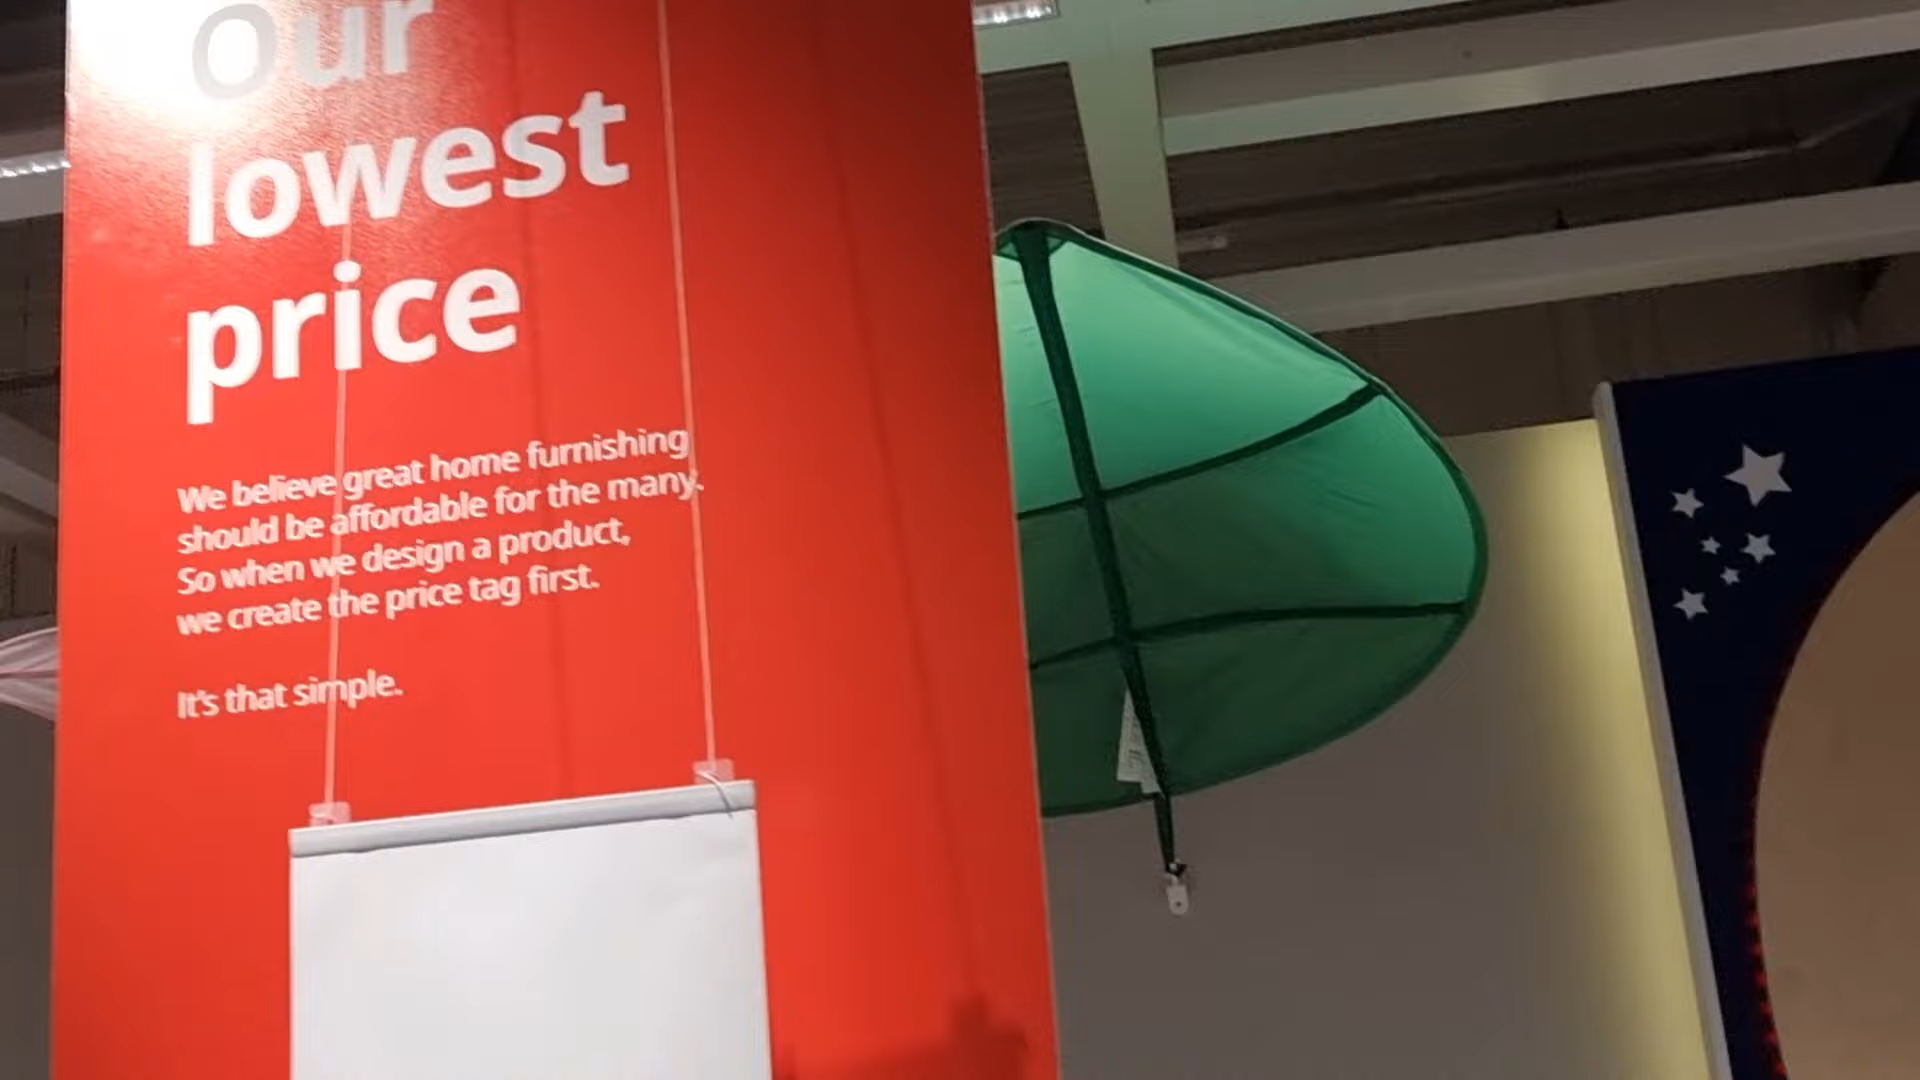 Our
lowest
price
We believe great home furnishing
should be affordable for the many.
So when we design a product,
we create the price tag first.
It's that simple.